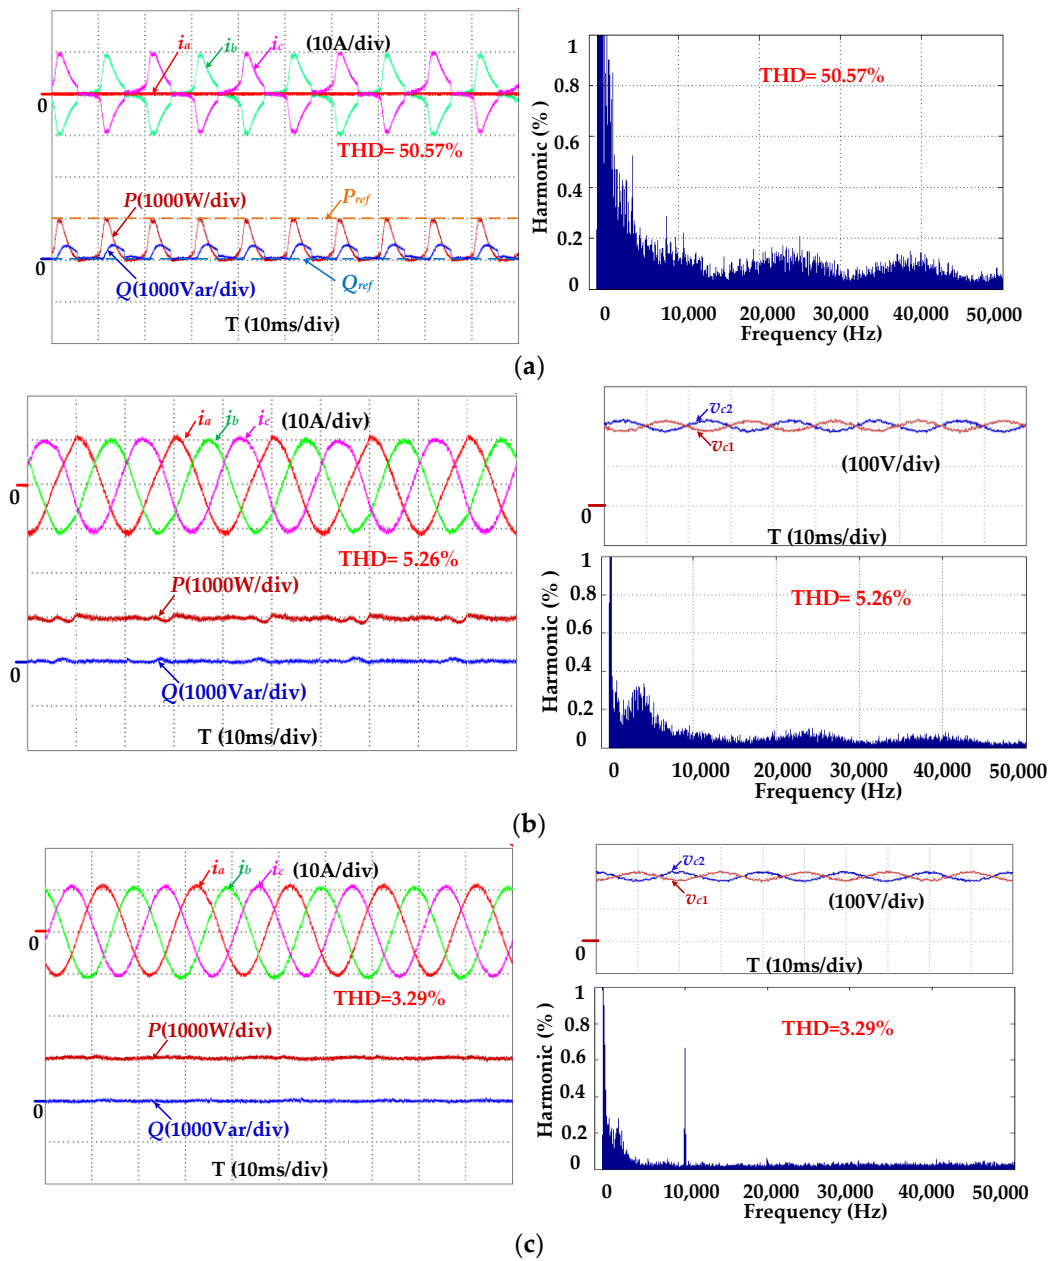 ia ib ic (10A/div)
0
THD= 50.57%
P(1000W/div) Pref
0
Q(1000Var/div) Qref
T (10ms/div)
Harmonic (%)
1
0.8
0.6
0.4
0.2
0
THD= 50.57%
0 10,000 20,000 30,000 40,000 50,000
Frequency (Hz)
(a)
ia ib ic (10A/div)
0
THD= 5.26%
P(1000W/div)
0
Q(1000Var/div)
T (10ms/div)
vc2
vc1
(100V/div)
0
T (10ms/div)
Harmonic (%)
1
0.8
0.6
0.4
0.2
0
THD= 5.26%
0 10,000 20,000 30,000 40,000 50,000
Frequency (Hz)
(b)
ia ib ic (10A/div)
0
THD=3.29%
P(1000W/div)
0
Q(1000Var/div)
T (10ms/div)
vc2
vc1
(100V/div)
0
T (10ms/div)
Harmonic (%)
1
0.8
0.6
0.4
0.2
0
THD=3.29%
0 10,000 20,000 30,000 40,000 50,000
Frequency (Hz)
(c)